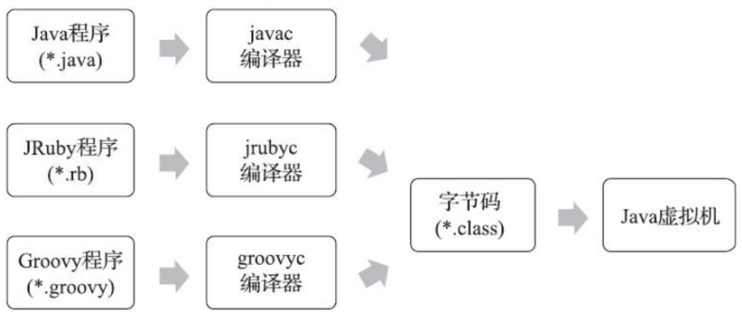 Java程序
(*.java)
javac
编译器
JRuby程序
(*.rb)
jrubyc
编译器
Groovy程序
(*.groovy)
groovyc
编译器
字节码
(*.class)
Java虚拟机